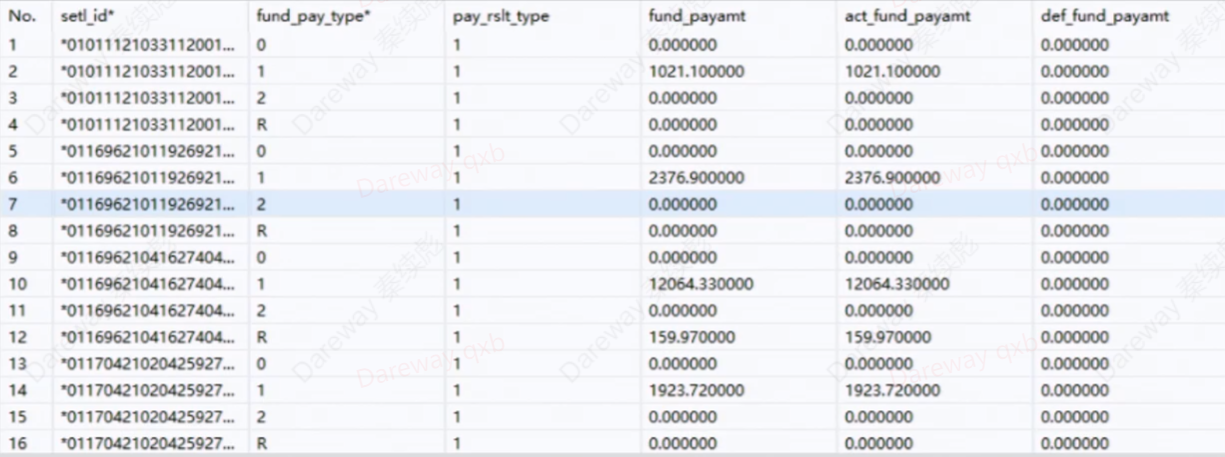 No. setl_id* fund_pay_type* pay_rslt_type fund_payamt act_fund_payamt def_fund_payamt
1 *01011121033112001... 0 1 0.000000 0.000000 0.000000
2 *01011121033112001... 1 1 1021.100000 1021.100000 0.000000
3 *01011121033112001... 2 1 0.000000 0.000000 0.000000
4 *01011121033112001... R 1 0.000000 0.000000 0.000000
5 *01169621011926921... 0 1 0.000000 0.000000 0.000000
6 *01169621011926921... 1 1 2376.900000 2376.900000 0.000000
7 *01169621011926921... 2 1 0.000000 0.000000 0.000000
8 *01169621011926921... R 1 0.000000 0.000000 0.000000
9 *01169621041627404... 0 1 0.000000 0.000000 0.000000
10 *01169621041627404... 1 1 12064.330000 12064.330000 0.000000
11 *01169621041627404... 2 1 0.000000 0.000000 0.000000
12 *01169621041627404... R 1 159.970000 159.970000 0.000000
13 *01170421020425927... 0 1 0.000000 0.000000 0.000000
14 *01170421020425927... 1 1 1923.720000 1923.720000 0.000000
15 *01170421020425927... 2 1 0.000000 0.000000 0.000000
16 *01170421020425927... R 1 0.000000 0.000000 0.000000
Dareway 秦续彪
Dareway qxb